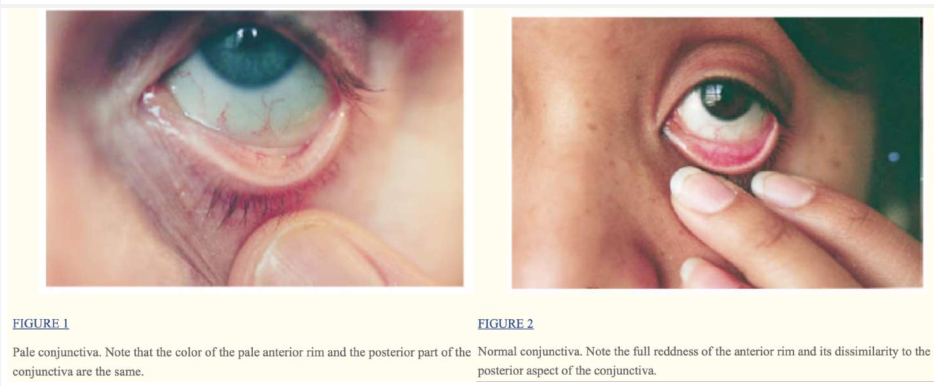 FIGURE 1
Pale conjunctiva. Note that the color of the pale anterior rim and the posterior part of the
conjunctiva are the same.
FIGURE 2
Normal conjunctiva. Note the full reddness of the anterior rim and its dissimilarity to the
posterior aspect of the conjunctiva.